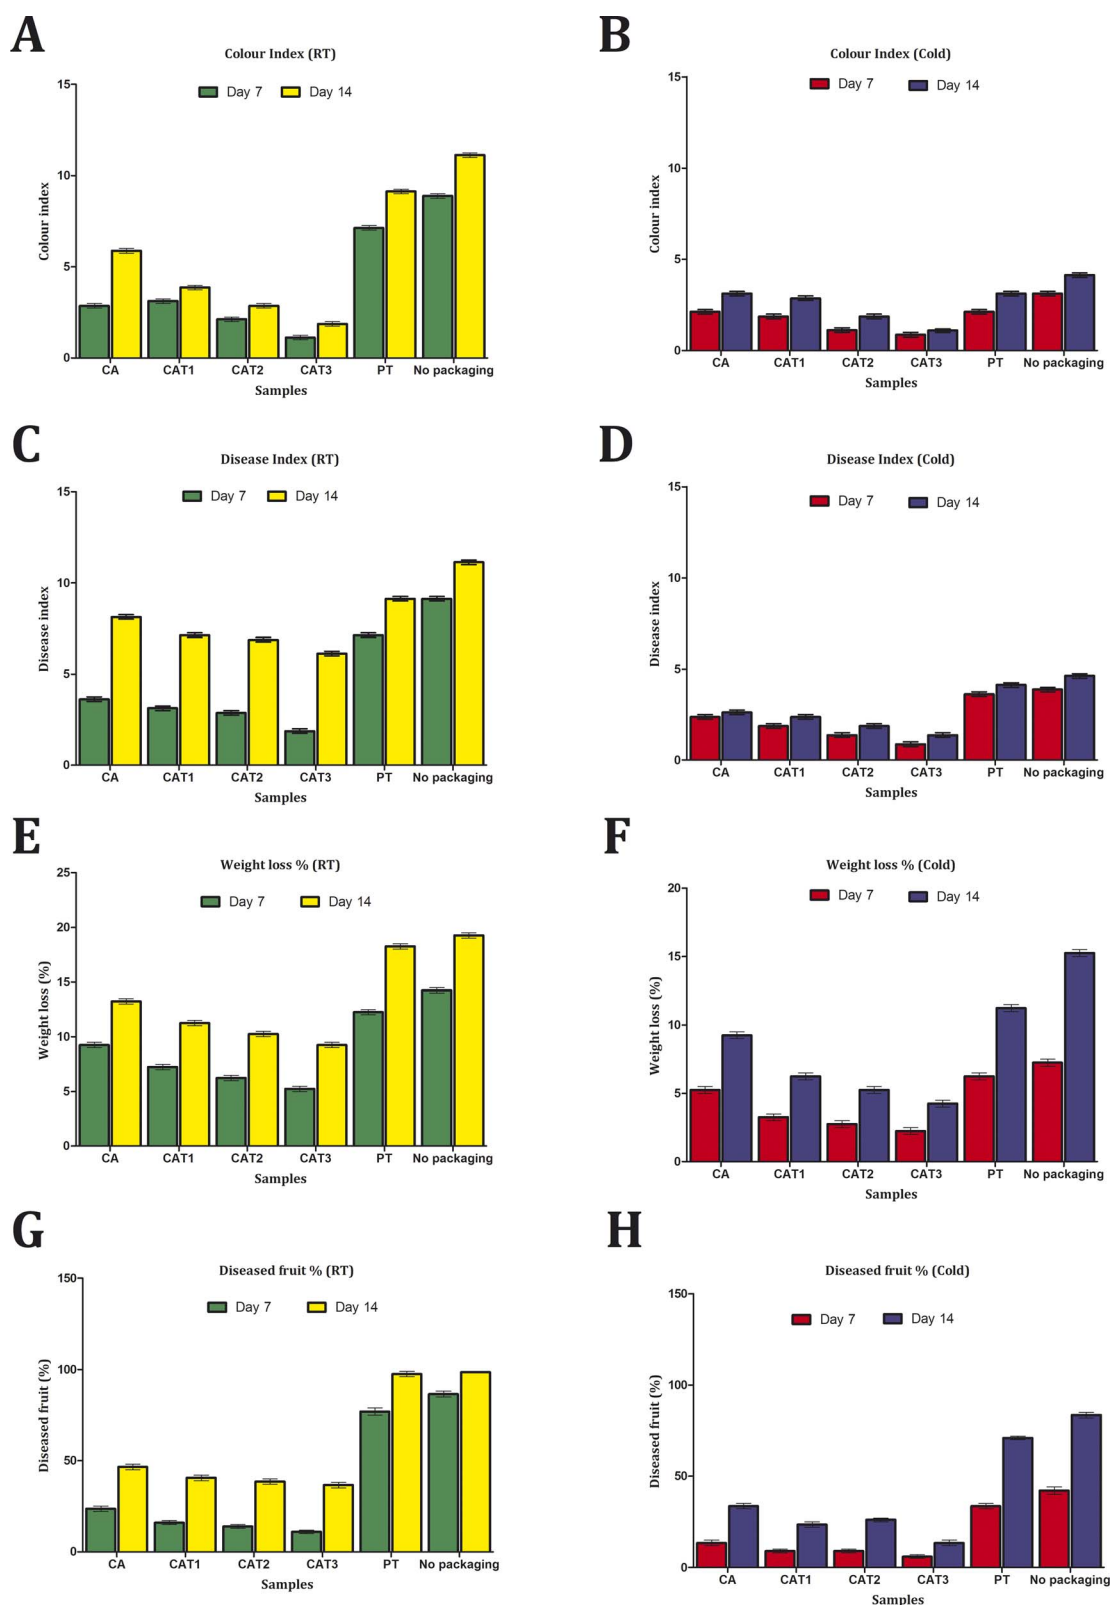 A
Colour Index (RT)
Day 7
Day 14
15
10
5
0
Colour index
CA
CAT1
CAT2
CAT3
PT
No packaging
Samples
B
Colour Index (Cold)
Day 7
Day 14
15
10
5
0
Colour index
CA
CAT1
CAT2
CAT3
PT
No packaging
Samples
C
Disease Index (RT)
Day 7
Day 14
15
10
5
0
Disease index
CA
CAT1
CAT2
CAT3
PT
No packaging
Samples
D
Disease Index (Cold)
Day 7
Day 14
15
10
5
0
Disease index
CA
CAT1
CAT2
CAT3
PT
No packaging
Samples
E
Weight loss % (RT)
Day 7
Day 14
25
20
15
10
5
0
Weight loss (%)
CA
CAT1
CAT2
CAT3
PT
No packaging
Samples
F
Weight loss % (Cold)
Day 7
Day 14
20
15
10
5
0
Weight loss (%)
CA
CAT1
CAT2
CAT3
PT
No packaging
Samples
G
Diseased fruit % (RT)
Day 7
Day 14
150
100
50
0
Diseased fruit (%)
CA
CAT1
CAT2
CAT3
PT
No packaging
Samples
H
Diseased fruit % (Cold)
Day 7
Day 14
150
100
50
0
Diseased fruit (%)
CA
CAT1
CAT2
CAT3
PT
No packaging
Samples